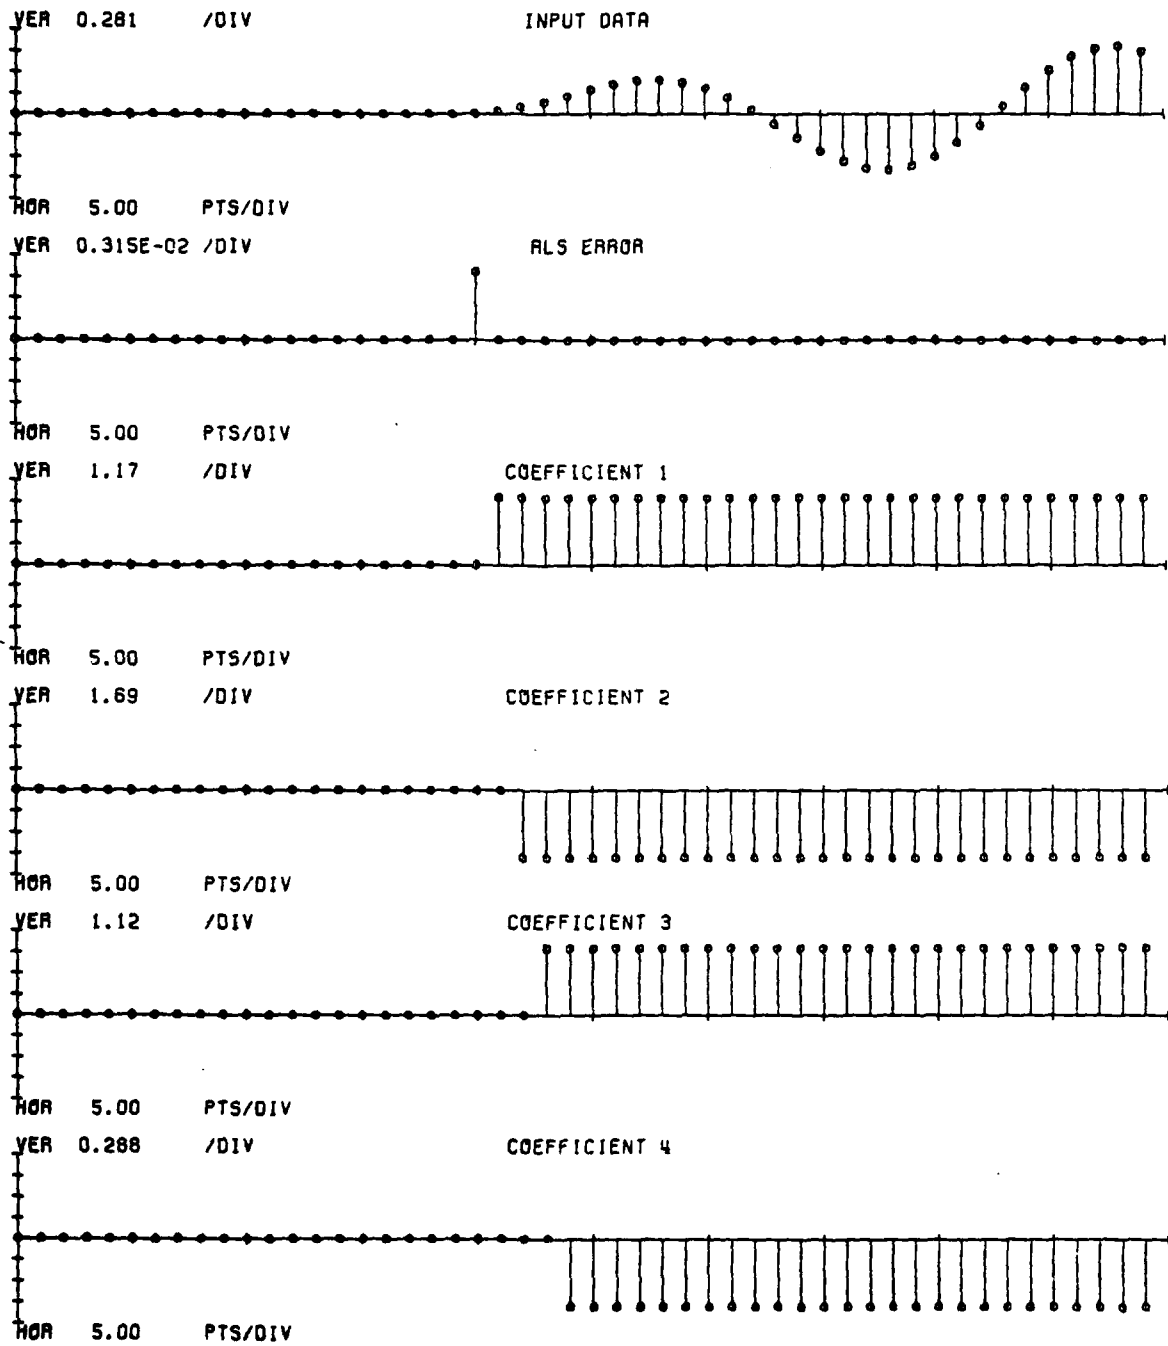 VER 0.281 /DIV INPUT DATA
HOR 5.00 PTS/DIV
VER 0.315E-02 /DIV RLS ERROR
HOR 5.00 PTS/DIV
VER 1.17 /DIV COEFFICIENT 1
HOR 5.00 PTS/DIV
VER 1.69 /DIV COEFFICIENT 2
HOR 5.00 PTS/DIV
VER 1.12 /DIV COEFFICIENT 3
HOR 5.00 PTS/DIV
VER 0.288 /DIV COEFFICIENT 4
HOR 5.00 PTS/DIV